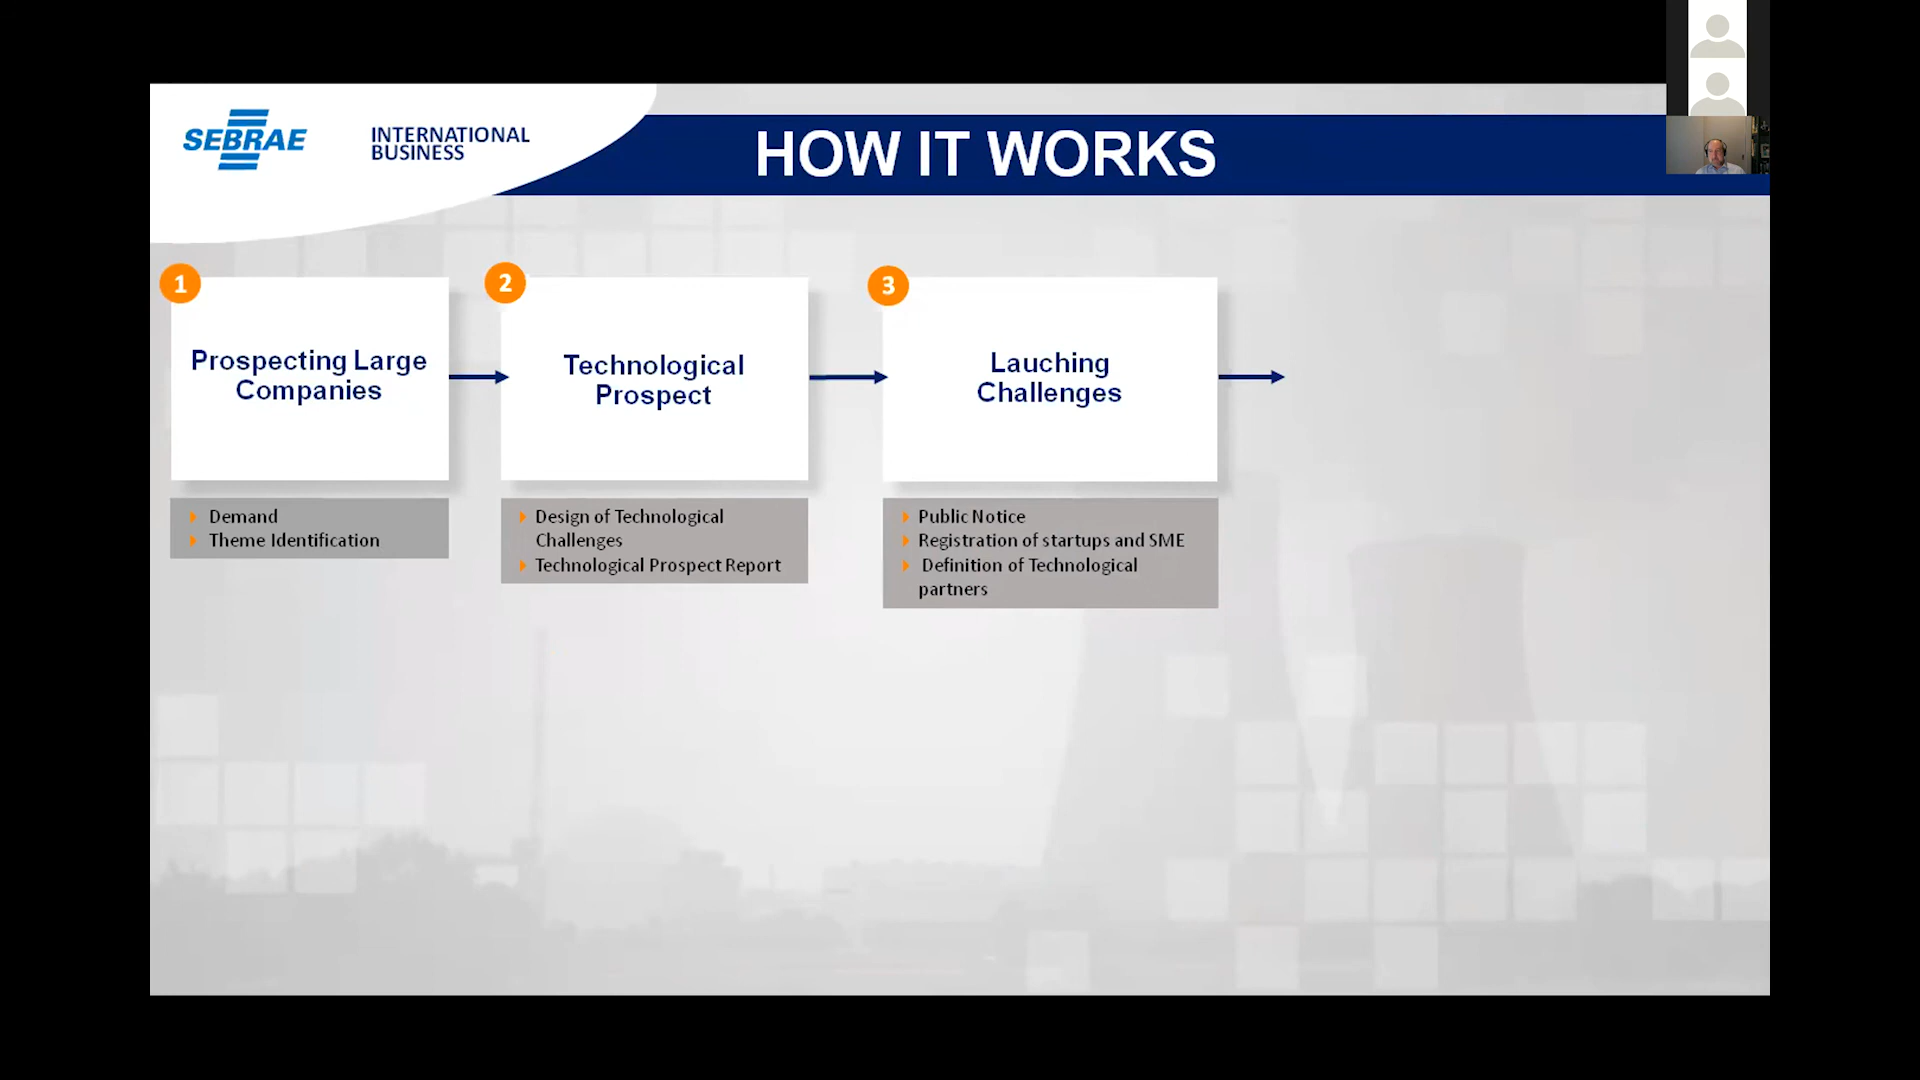 SEBRAE
INTERNATIONAL
BUSINESS
HOW IT WORKS
1
Prospecting Large
Companies
Demand
Theme Identification
2
Technological
Prospect
Design of Technological
Challenges
Technological Prospect Report
3
Lauching
Challenges
Public Notice
Registration of startups and SME
Definition of Technological
partners